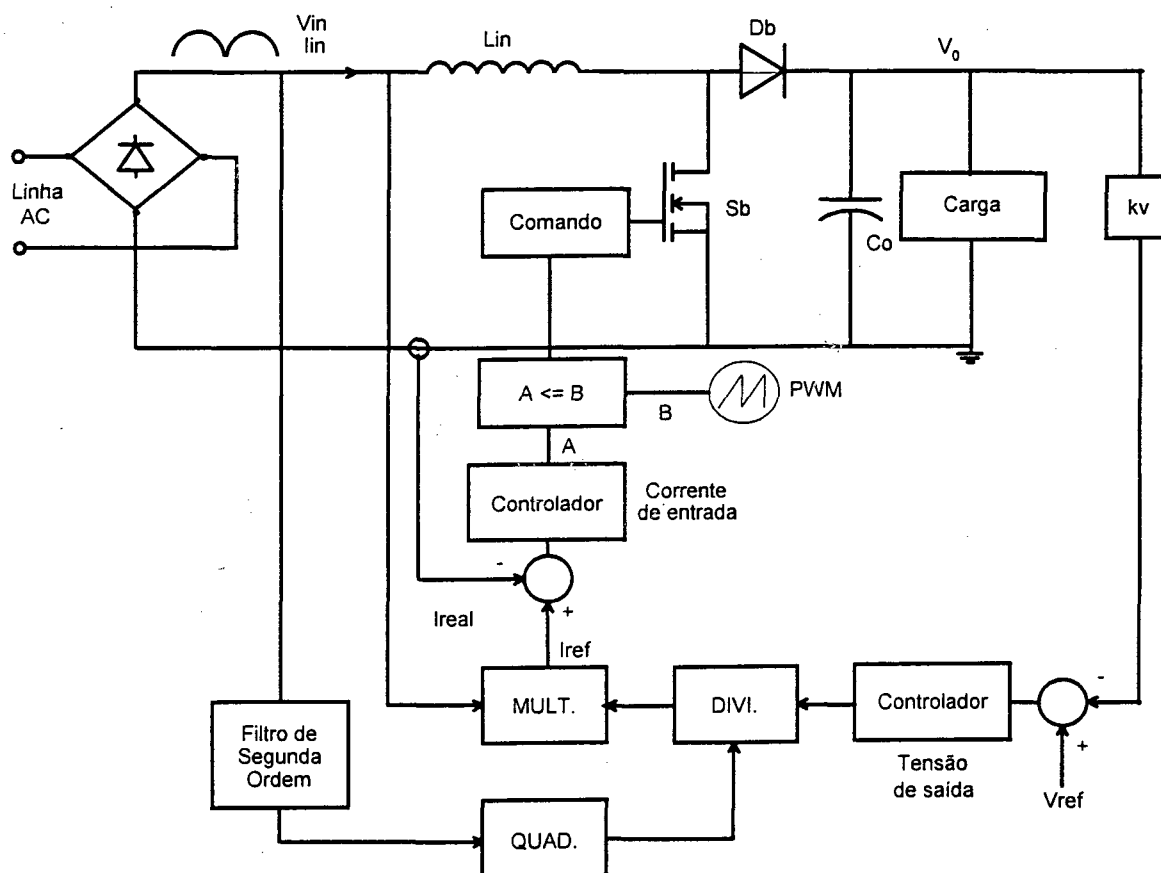 Vin
Iin
Lin
Db
Vo
Linha
AC
Comando
Sb
Co
Carga
kv
A <= B
B
PWM
A
Controlador
Corrente
de entrada
-
+
Ireal
Iref
MULT.
DIVI.
Controlador
-
+
Filtro de
Segunda
Ordem
Tensão
de saída
Vref
QUAD.